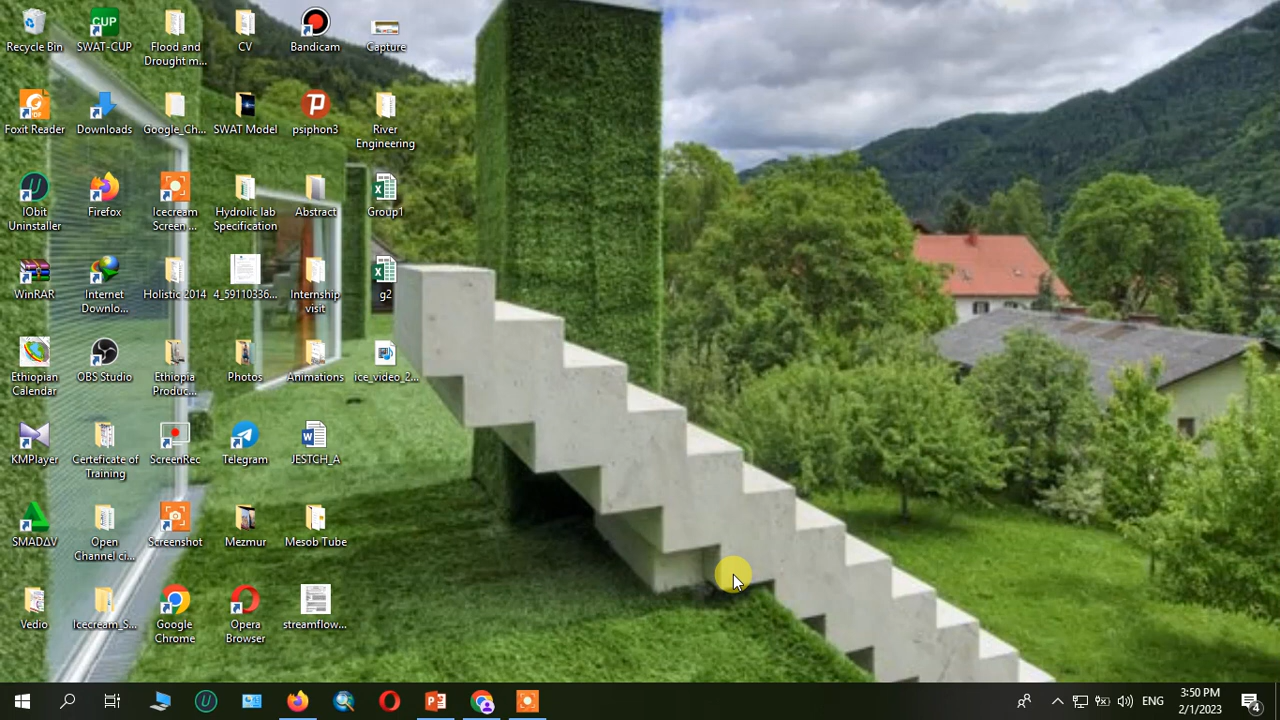 Recycle Bin
SWAT-CUP
CUP
Flood and
Drought m...
CV
Bandicam
Capture
Foxit Reader
Downloads
Google_Ch...
SWAT Model
psiphon3
River
Engineering
IObit
Uninstaller
Firefox
Icecream
Screen ...
Hydrolic lab
Specification
Abstract
Group1
WinRAR
Internet
Downlo...
Holistic 2014
4_59110336...
Internship
visit
g2
Ethiopian
Calendar
OBS Studio
Ethiopia
Produc...
Photos
Animations
ice_video_2...
KMPlayer
Certeficate of
Training
ScreenRec
Telegram
JESTCH_A
SMADΔV
Open
Channel ci...
Screenshot
Mezmur
Mesob Tube
Vedio
Icecream_S...
Google
Chrome
Opera
Browser
streamflow...
ENG
3:50 PM
2/1/2023
4